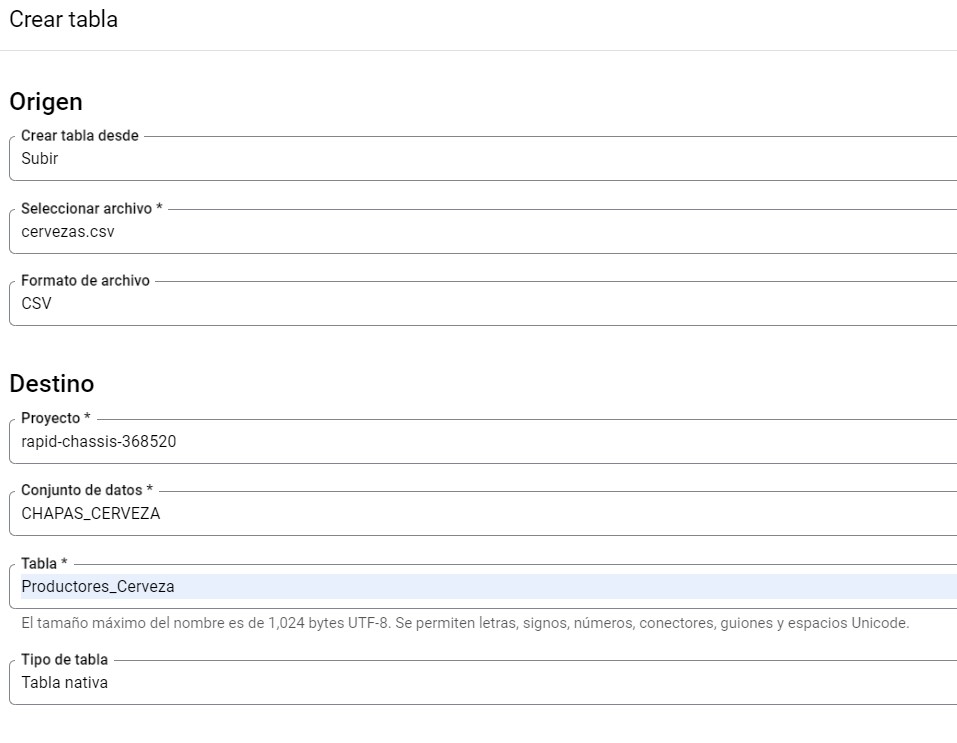 Crear tabla
Origen
Crear tabla desde
Subir
Seleccionar archivo *
cervezas.csv
Formato de archivo
CSV
Destino
Proyecto *
rapid-chassis-368520
Conjunto de datos *
CHAPAS_CERVEZA
Tabla *
Productores_Cerveza
El tamaño máximo del nombre es de 1,024 bytes UTF-8. Se permiten letras, signos, números, conectores, guiones y espacios Unicode.
Tipo de tabla
Tabla nativa